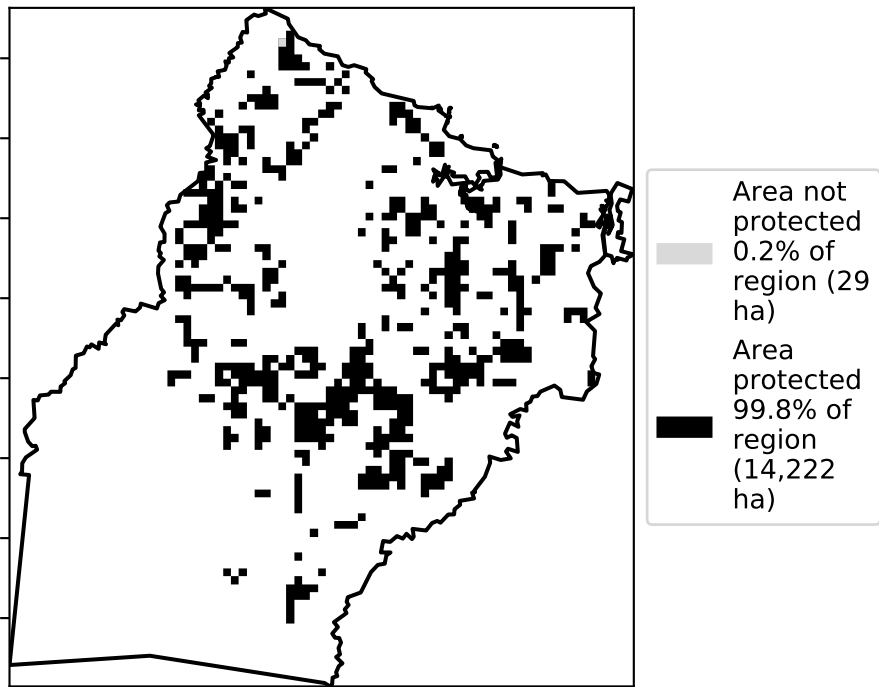 Area not
protected
0.2% of
region (29
ha)
Area
protected
99.8% of
region
(14,222
ha)